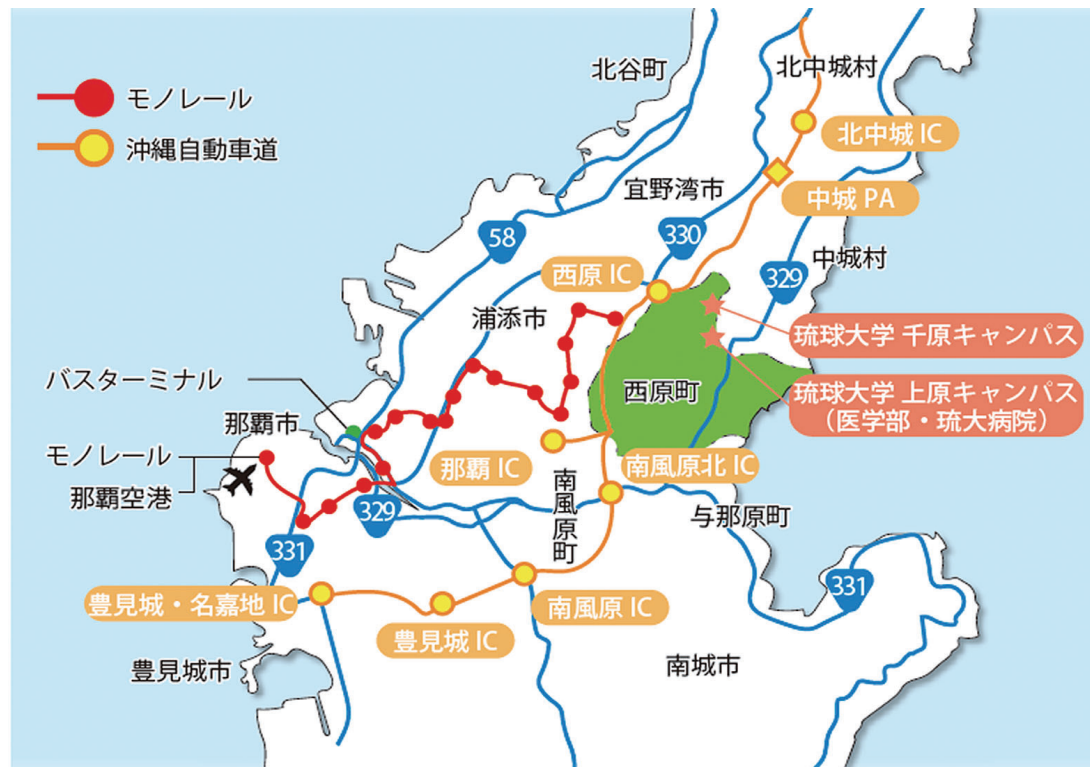 モノレール
沖縄自動車道
北谷町
北中城村
北中城 IC
宜野湾市
中城 PA
58
330
中城村
329
西原 IC
浦添市
琉球大学 千原キャンパス
バスターミナル
西原町
琉球大学 上原キャンパス
(医学部・琉大病院)
那覇市
モノレール
那覇空港
那覇 IC
南風原北 IC
南風原町
329
与那原町
331
331
豊見城・名嘉地 IC
南風原 IC
豊見城 IC
豊見城市
南城市